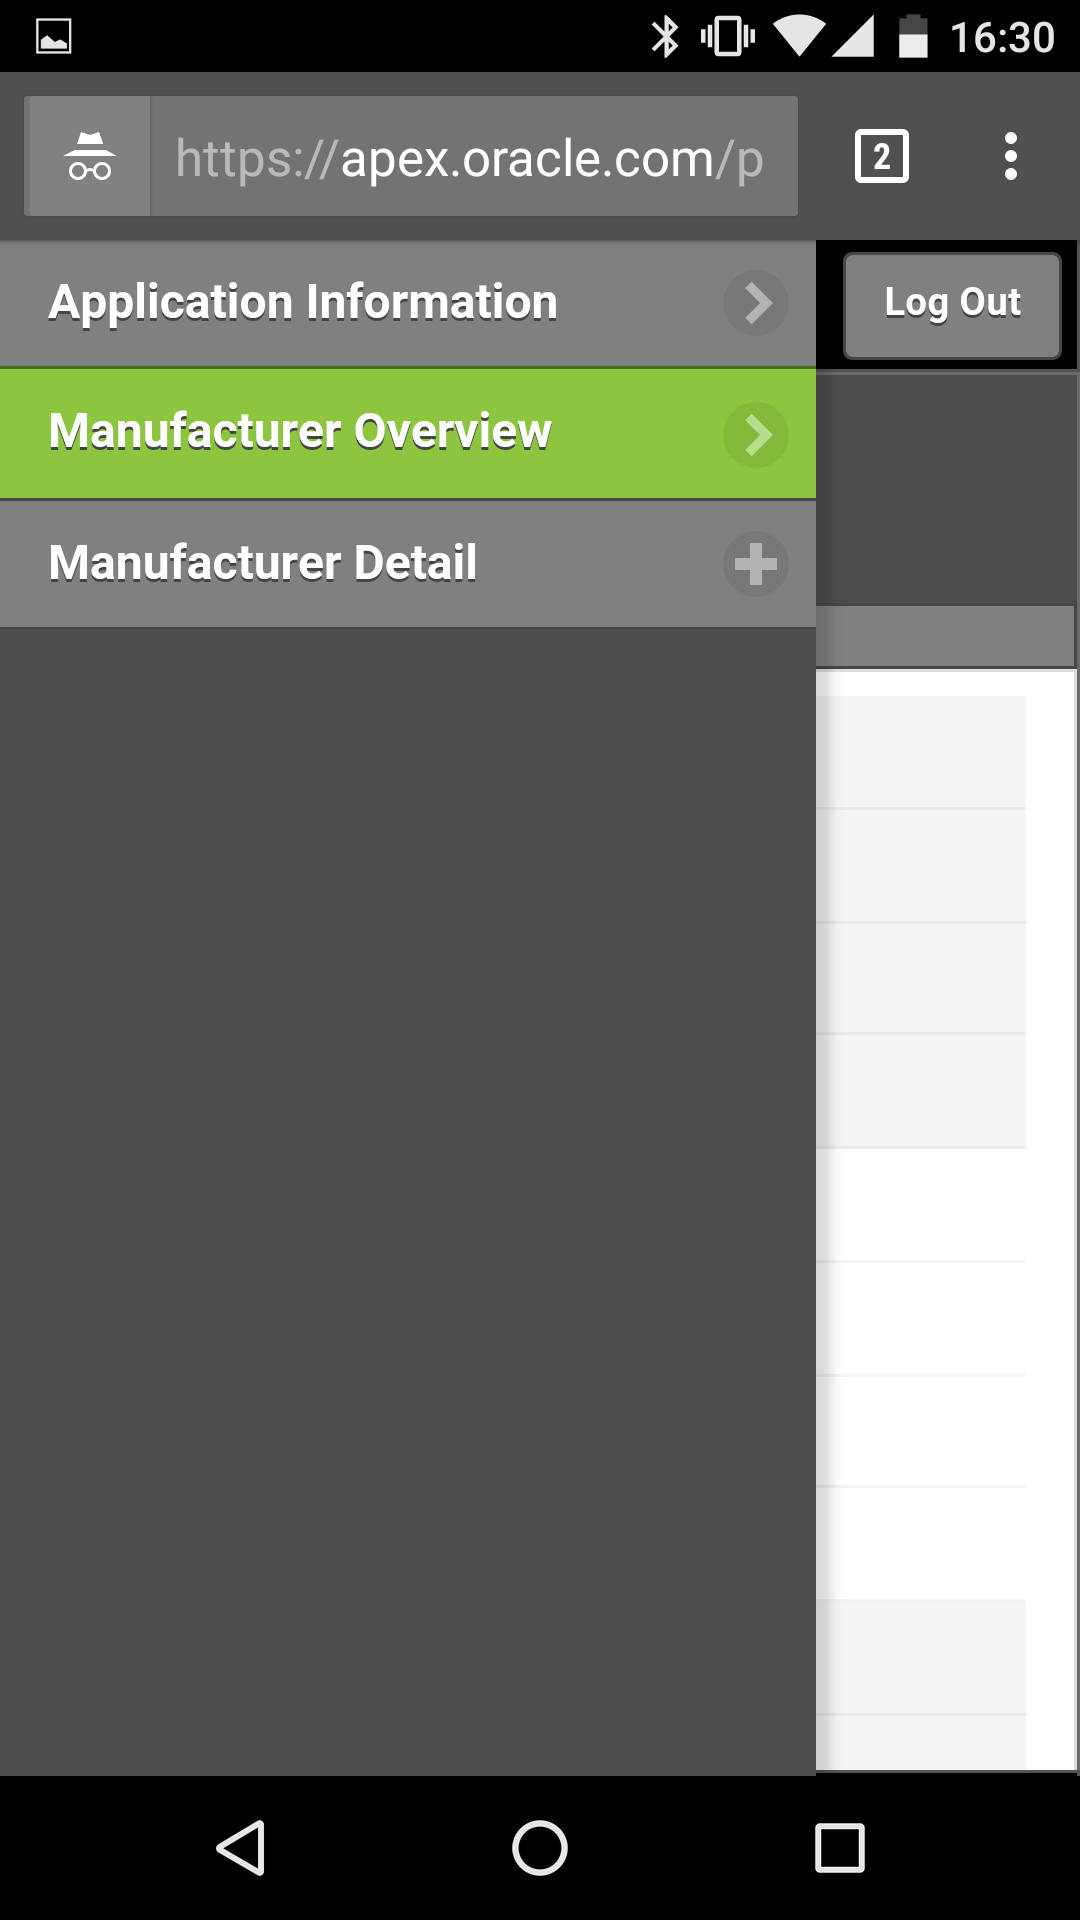 16:30
https://apex.oracle.com/p
2
Application Information
Log Out
Manufacturer Overview
Manufacturer Detail